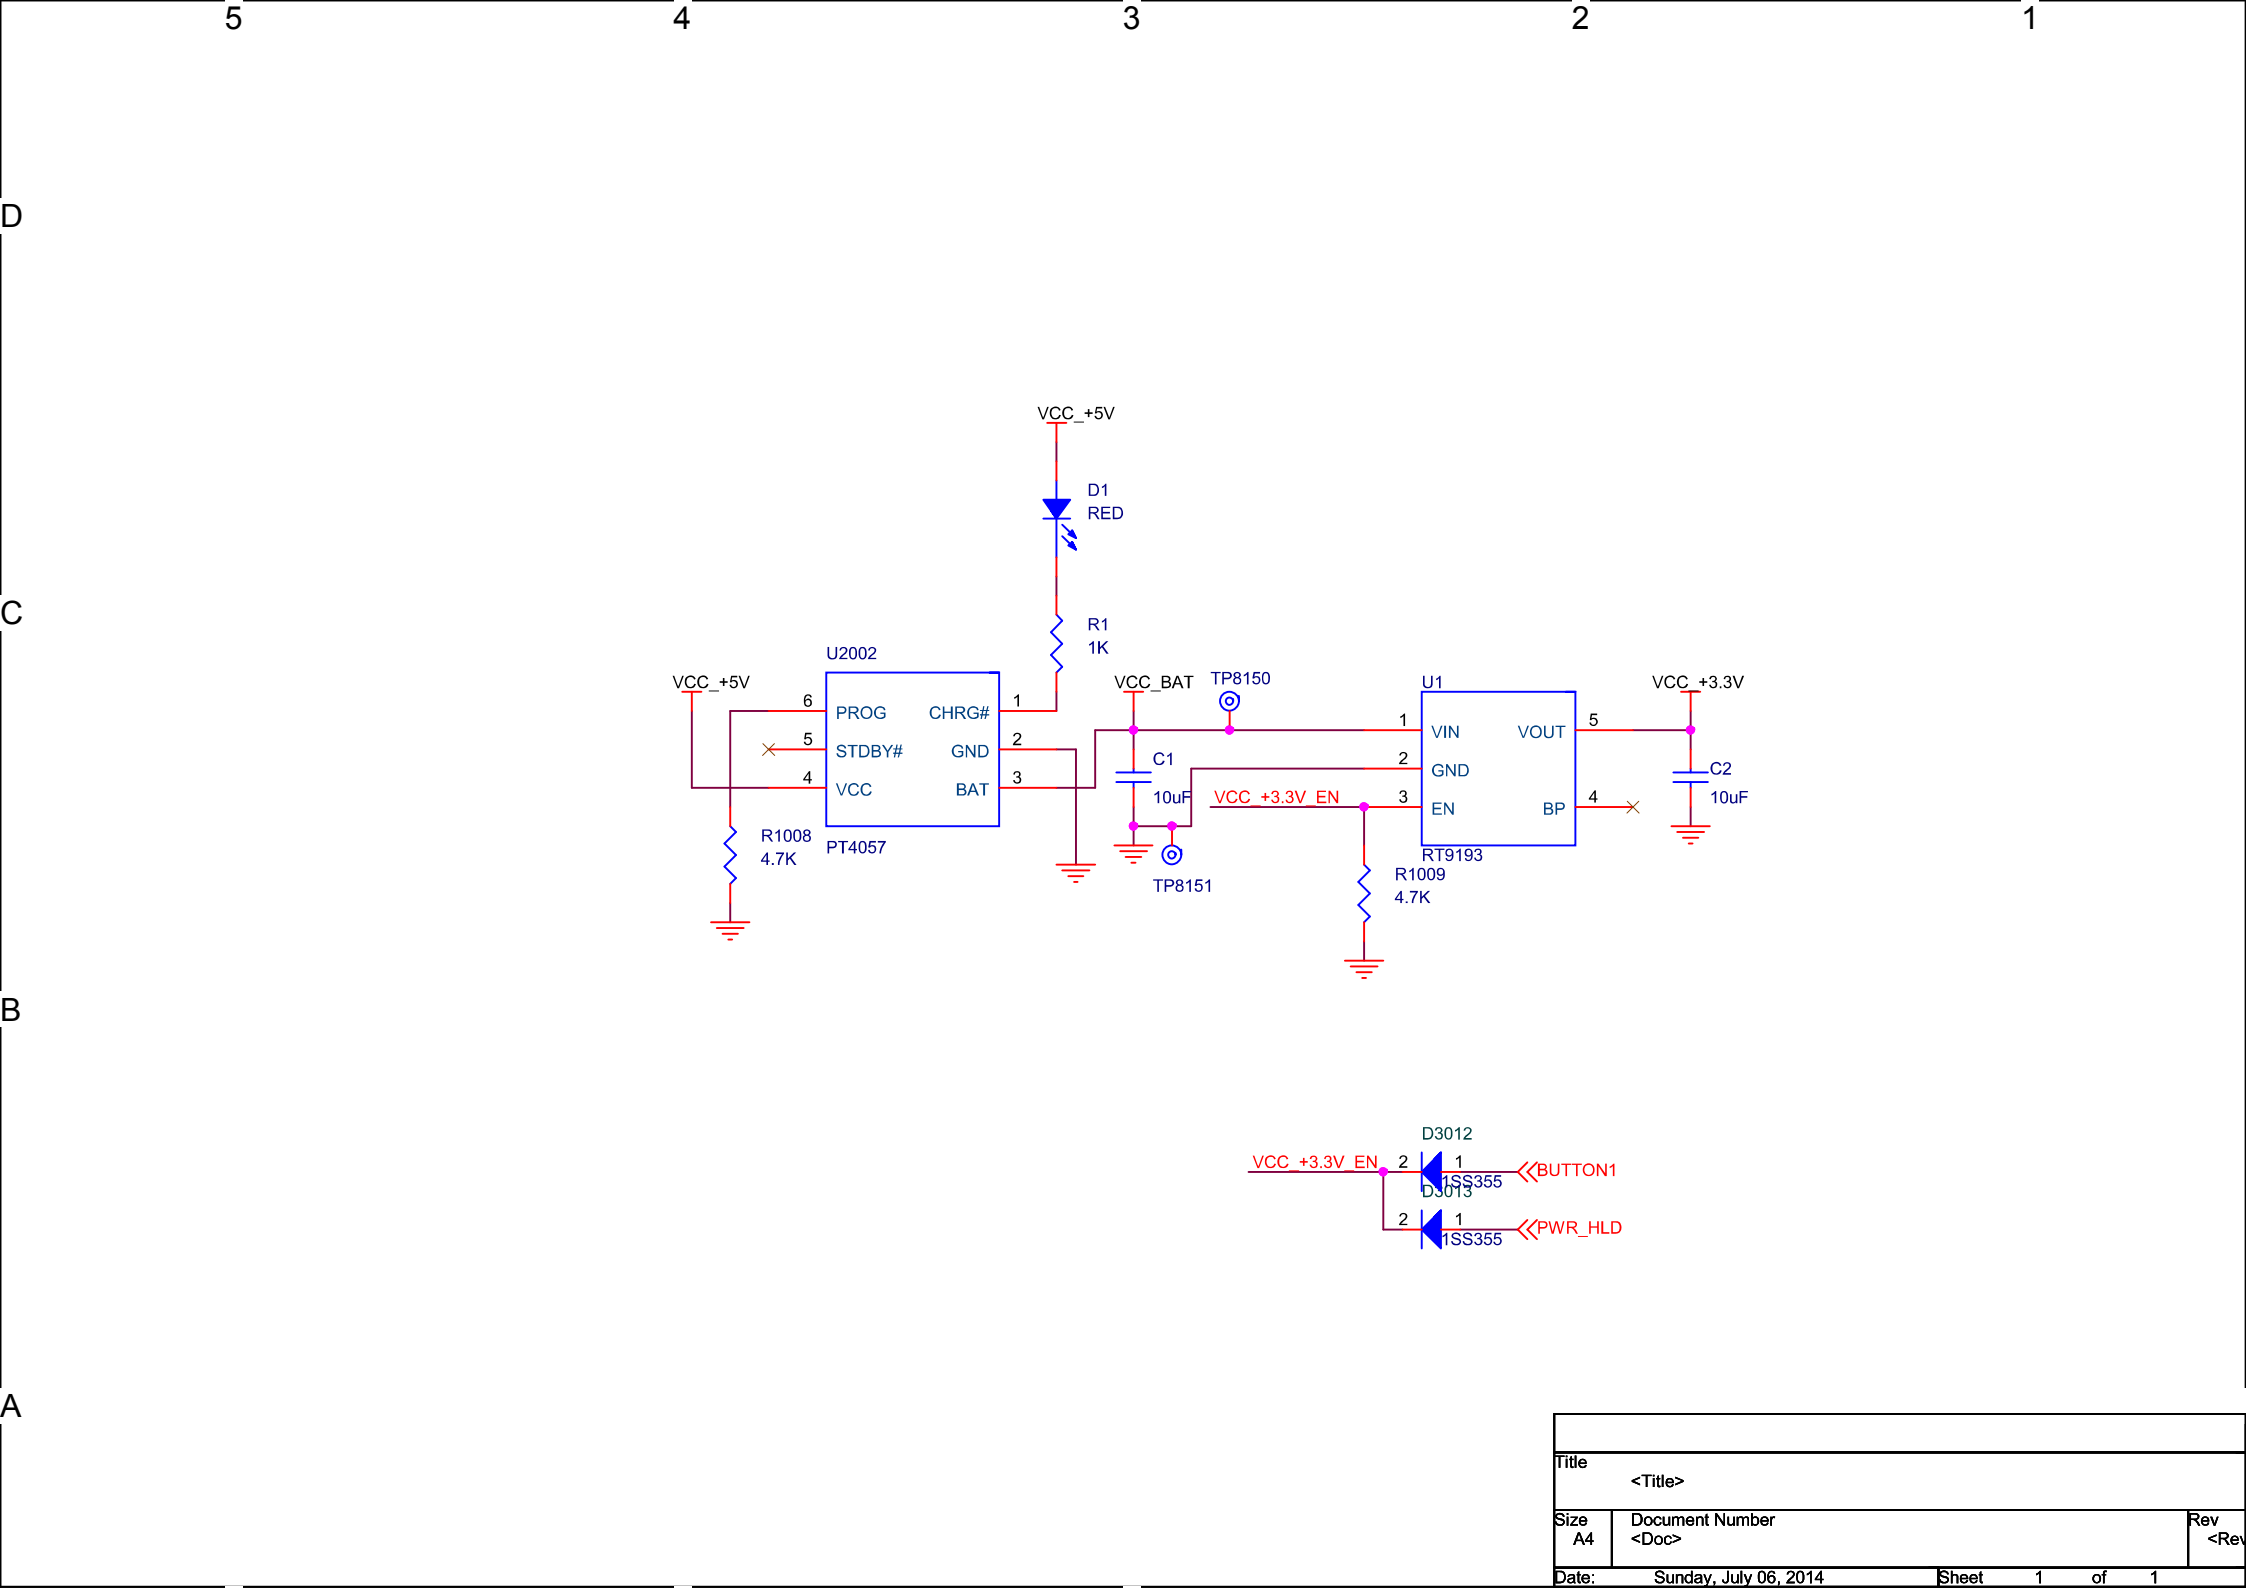 5 4 3 2 1
D
C
B
A
VCC_+5V
D1
RED
R1
1K
U2002
VCC_+5V
6 PROG CHRG# 1
5 STDBY# GND 2
4 VCC BAT 3
R1008
4.7K
PT4057
VCC_BAT
TP8150
C1
10uF
TP8151
VCC_+3.3V_EN
U1
1 VIN VOUT 5
2 GND
3 EN BP 4
RT9193
R1009
4.7K
VCC_+3.3V
C2
10uF
D3012
VCC_+3.3V_EN 2 1 BUTTON1
1SS355
D3013
2 1 PWR_HLD
1SS355
Title
<Title>
Size Document Number Rev
A4 <Doc> <Rev
Date: Sunday, July 06, 2014 Sheet 1 of 1